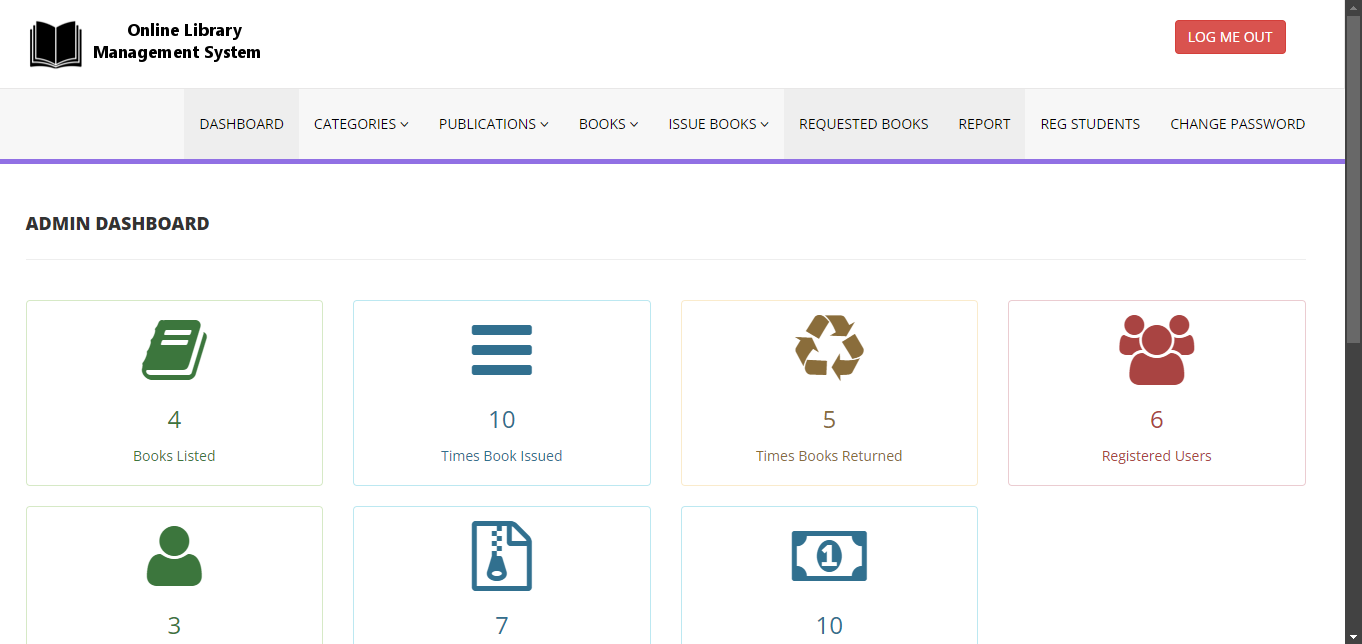 Online Library
Management System
LOG ME OUT
DASHBOARD
CATEGORIES
PUBLICATIONS
BOOKS
ISSUE BOOKS
REQUESTED BOOKS
REPORT
REG STUDENTS
CHANGE PASSWORD
ADMIN DASHBOARD
4
Books Listed
10
Times Book Issued
5
Times Books Returned
6
Registered Users
3
7
1
10